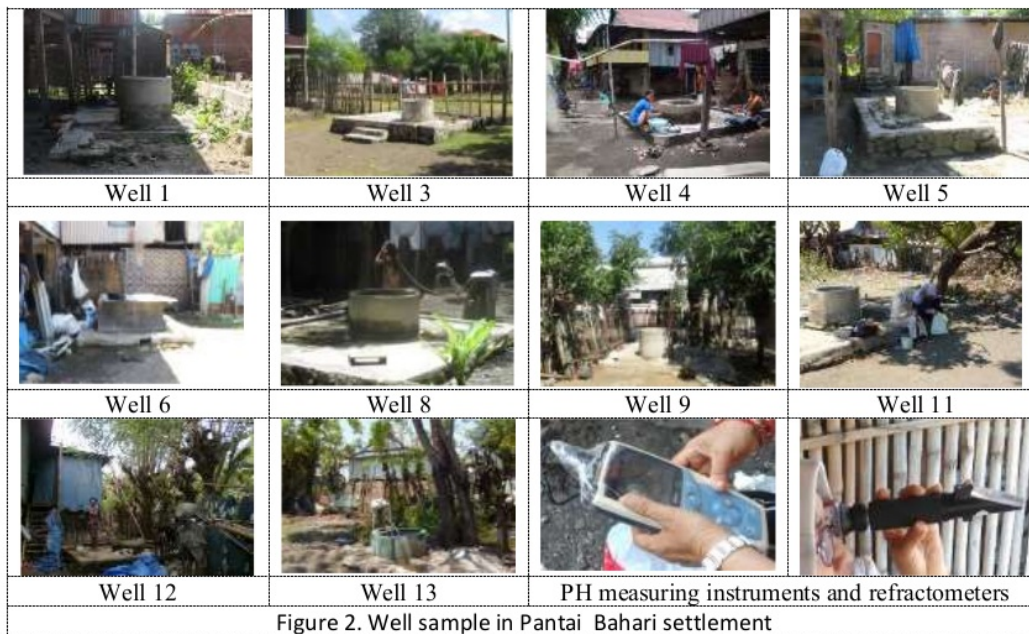 Well 1 Well 3 Well 4 Well 5
Well 6 Well 8 Well 9 Well 11
Well 12 Well 13 PH measuring instruments and refractometers
Figure 2. Well sample in Pantai Bahari settlement